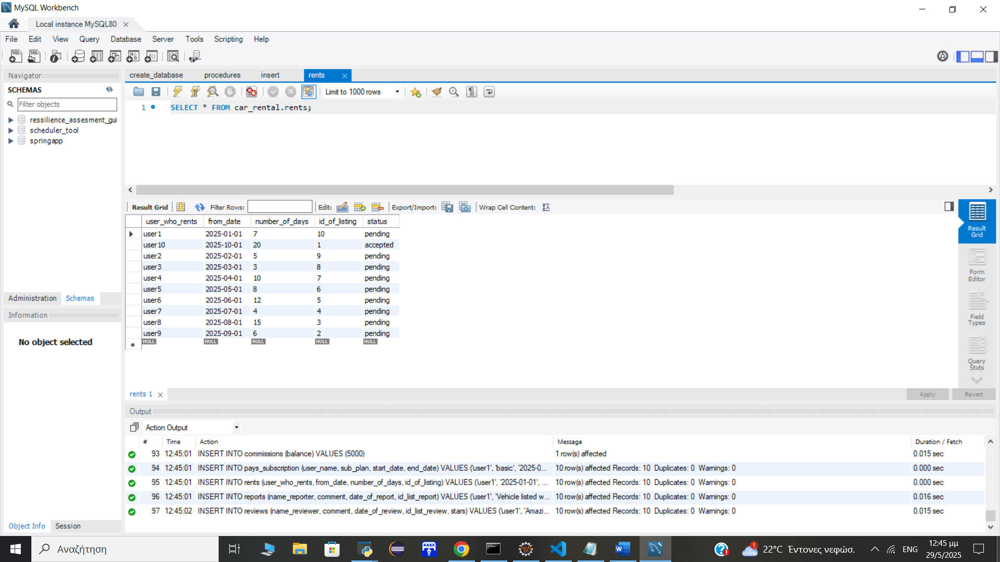 MySQL Workbench
Local instance MySQL80
File Edit View Query Database Server Tools Scripting Help
Navigator
SCHEMAS
Filter objects
ressilience_assesment_gui
scheduler_tool
springapp
Administration Schemas
Information
No object selected
Object Info Session
create_database procedures insert rents
Limit to 1000 rows
1 SELECT * FROM car_rental.rents;
Result Grid Filter Rows: Edit: Export/Import: Wrap Cell Content:
user_who_rents from_date number_of_days id_of_listing status
user1 2025-01-01 7 10 pending
user10 2025-10-01 20 1 accepted
user2 2025-02-01 5 9 pending
user3 2025-03-01 3 8 pending
user4 2025-04-01 10 7 pending
user5 2025-05-01 8 6 pending
user6 2025-06-01 12 5 pending
user7 2025-07-01 4 4 pending
user8 2025-08-01 15 3 pending
user9 2025-09-01 6 2 pending
NULL NULL NULL NULL NULL
Result
Grid
Form
Editor
Field
Types
Query
Stats
rents 1
Apply Revert
Output
Action Output
# Time Action Message Duration / Fetch
93 12:45:01 INSERT INTO commissions (balance) VALUES (5000) 1 row(s) affected 0.015 sec
94 12:45:01 INSERT INTO pays_subscription (user_name, sub_plan, start_date, end_date) VALUES ('user1', 'basic', '2025-0... 10 row(s) affected Records: 10 Duplicates: 0 Warnings: 0 0.000 sec
95 12:45:01 INSERT INTO rents (user_who_rents, from_date, number_of_days, id_of_listing) VALUES ('user1', '2025-01-01', ... 10 row(s) affected Records: 10 Duplicates: 0 Warnings: 0 0.000 sec
96 12:45:01 INSERT INTO reports (name_reporter, comment, date_of_report, id_list_report) VALUES ('user1', 'Vehicle listed w... 10 row(s) affected Records: 10 Duplicates: 0 Warnings: 0 0.016 sec
97 12:45:02 INSERT INTO reviews (name_reviewer, comment, date_of_review, id_list_review, stars) VALUES ('user1', 'Amazi... 10 row(s) affected Records: 10 Duplicates: 0 Warnings: 0 0.015 sec
Αναζήτηση
AASX
1
22°C Έντονες νεφώσ.
ENG
12:45 μμ
29/5/2025